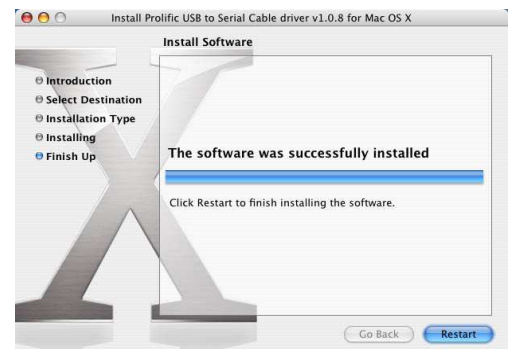 Install Prolific USB to Serial Cable driver v1.0.8 for Mac OS X
Install Software
Introduction
Select Destination
Installation Type
Installing
Finish Up
The software was successfully installed
Click Restart to finish installing the software.
Go Back
Restart